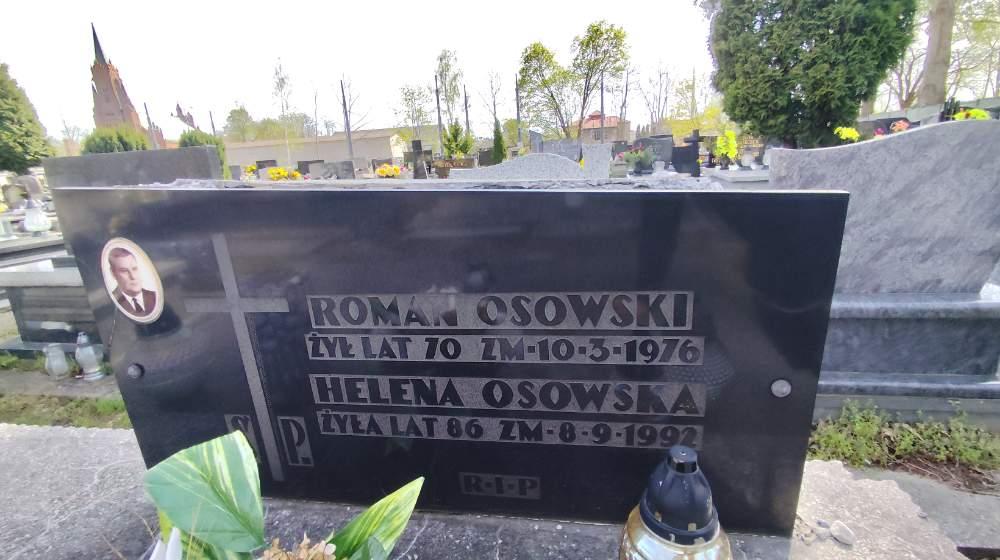 ROMAN OSOWSKI
ŻYŁ LAT 70 ZM-10-3-1976
HELENA OSOWSKA
ŻYŁA LAT 86 ZM-8-9-1992
Ś. P.
R-I-P